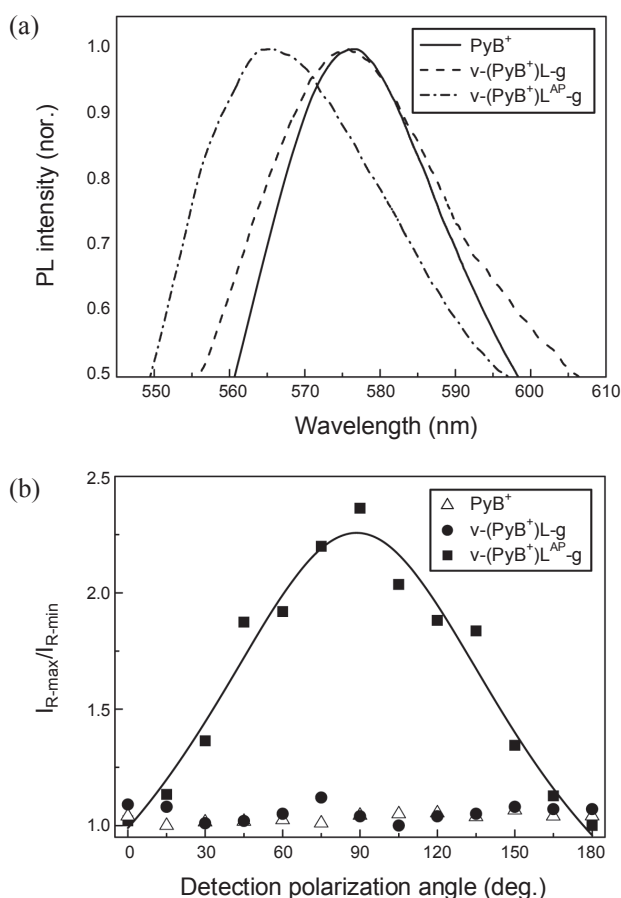 (a)
1.0
0.9
0.8
0.7
0.6
0.5
PL intensity (nor.)
PyB⁺
v-(PyB⁺)L-g
v-(PyB⁺)Lᴬᴾ-g
550 560 570 580 590 600 610
Wavelength (nm)
(b)
2.5
2.0
1.5
1.0
I_R-max/I_R-min
PyB⁺
v-(PyB⁺)L-g
v-(PyB⁺)Lᴬᴾ-g
0 30 60 90 120 150 180
Detection polarization angle (deg.)